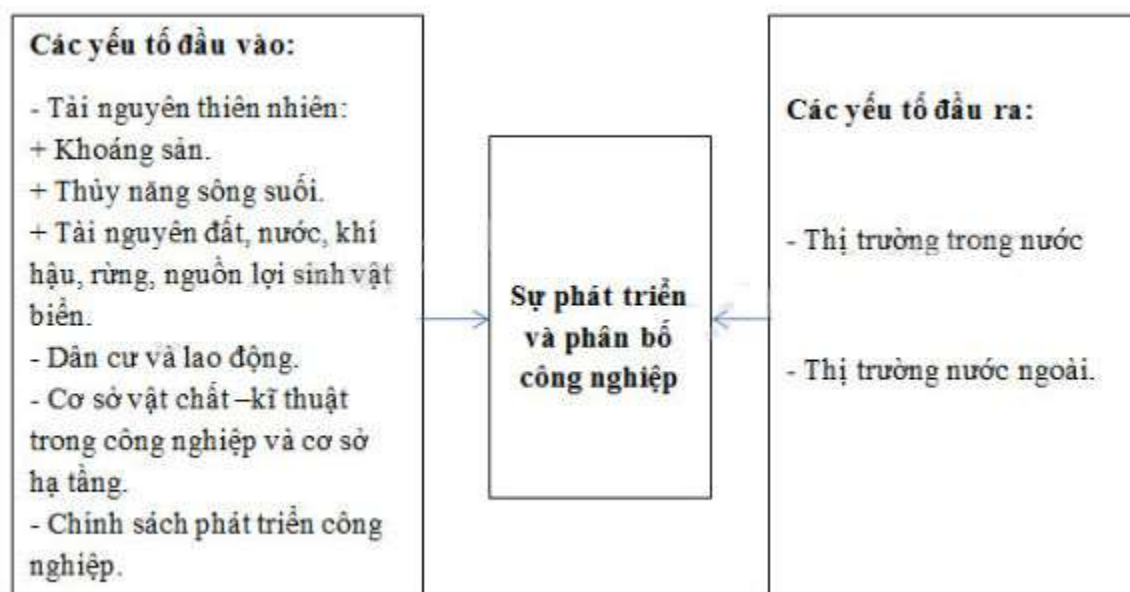 Các yếu tố đầu vào:
- Tài nguyên thiên nhiên:
+ Khoáng sản.
+ Thủy năng sông suối.
+ Tài nguyên đất, nước, khí
hậu, rừng, nguồn lợi sinh vật
biển.
- Dân cư và lao động.
- Cơ sở vật chất –kĩ thuật
trong công nghiệp và cơ sở
hạ tầng.
- Chính sách phát triển công
nghiệp.
Sự phát triển
và phân bố
công nghiệp
Các yếu tố đầu ra:
- Thị trường trong nước
- Thị trường nước ngoài.